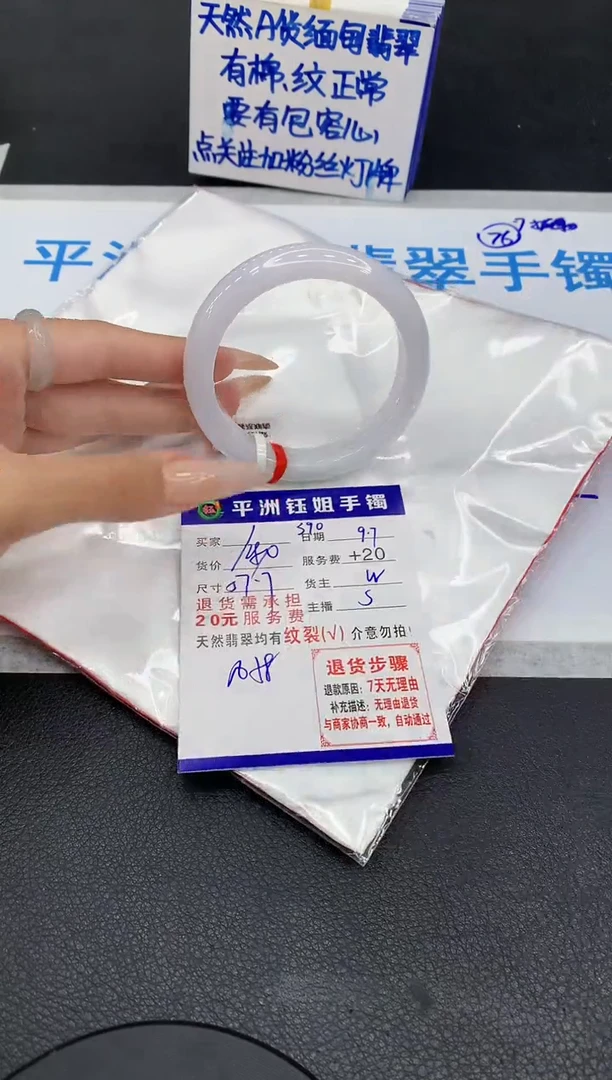 天然A货缅甸翡翠
有棉、纹正常
要有包容心，
点关注加粉丝灯牌
76
平洲 翡翠手镯
平洲钰姐手镯
590
买家 日期 9.7
货价 服务费 +20
尺寸 57.7 货主 W
退货需承担 主播 S
20元服务费
天然翡翠均有纹裂(√) 介意勿拍!
退货步骤
退款原因：7天无理由
补充描述：无理由退货
与商家协商一致，自动通过